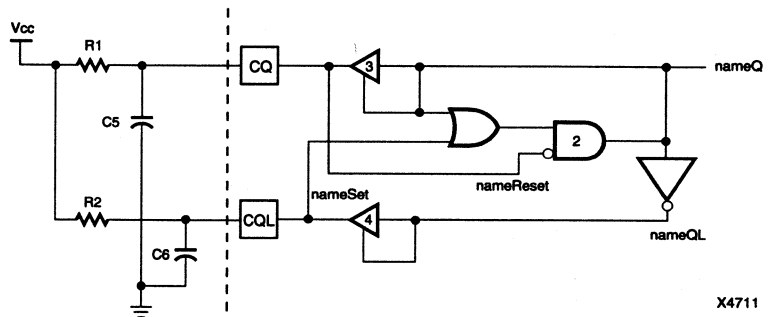 Vcc
R1
CQ
3
nameQ
C5
2
nameSet
nameReset
R2
CQL
4
nameQL
C6
X4711